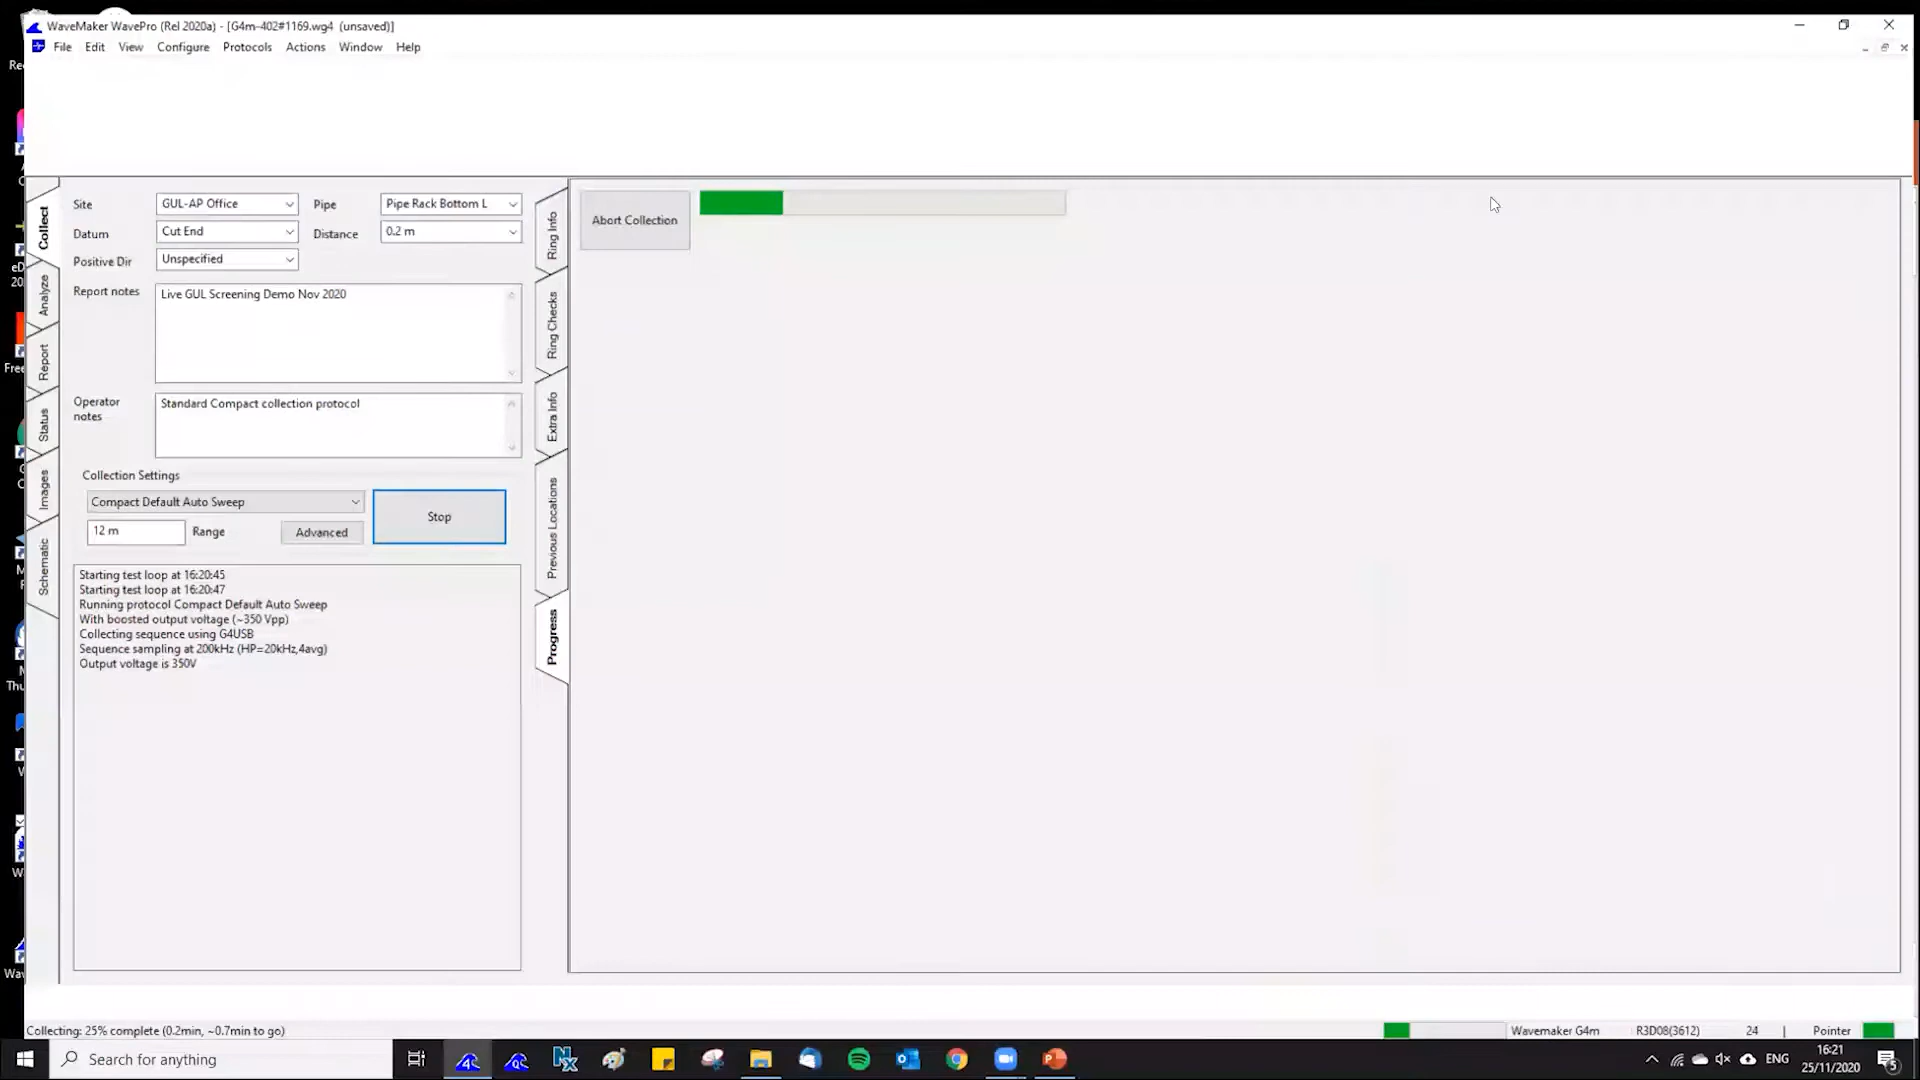 WaveMaker WavePro (Rel 2020a) - [G4m-402#1169.wg4 (unsaved)]
File Edit View Configure Protocols Actions Window Help
Collect
Analyze
Report
Status
Images
Schematic
Site GUL-AP Office Pipe Pipe Rack Bottom L
Datum Cut End Distance 0.2 m
Positive Dir Unspecified
Report notes Live GUL Screening Demo Nov 2020
Operator notes Standard Compact collection protocol
Collection Settings
Compact Default Auto Sweep
Stop
12 m Range Advanced
Starting test loop at 16:20:45
Starting test loop at 16:20:47
Running protocol Compact Default Auto Sweep
With boosted output voltage (~350 Vpp)
Collecting sequence using G4USB
Sequence sampling at 200kHz (HP=20kHz,4avg)
Output voltage is 350V
Ring Info
Ring Checks
Extra Info
Previous Locations
Progress
Abort Collection
Collecting: 25% complete (0.2min, ~0.7min to go)
Wavemaker G4m R3D08(3612) 24 | Pointer
Search for anything
ENG
16:21
25/11/2020
5